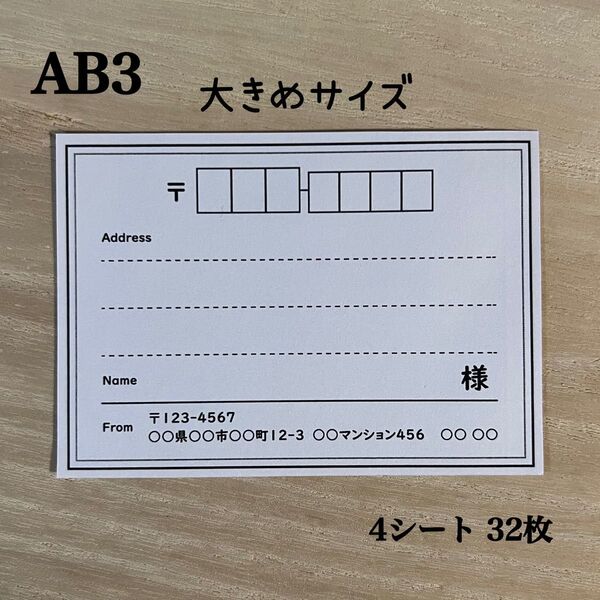 AB3
大きめサイズ
〒
Address
Name 様
From 〒123-4567
○○県○○市○○町12-3 ○○マンション456 ○○ ○○
4シート 32枚